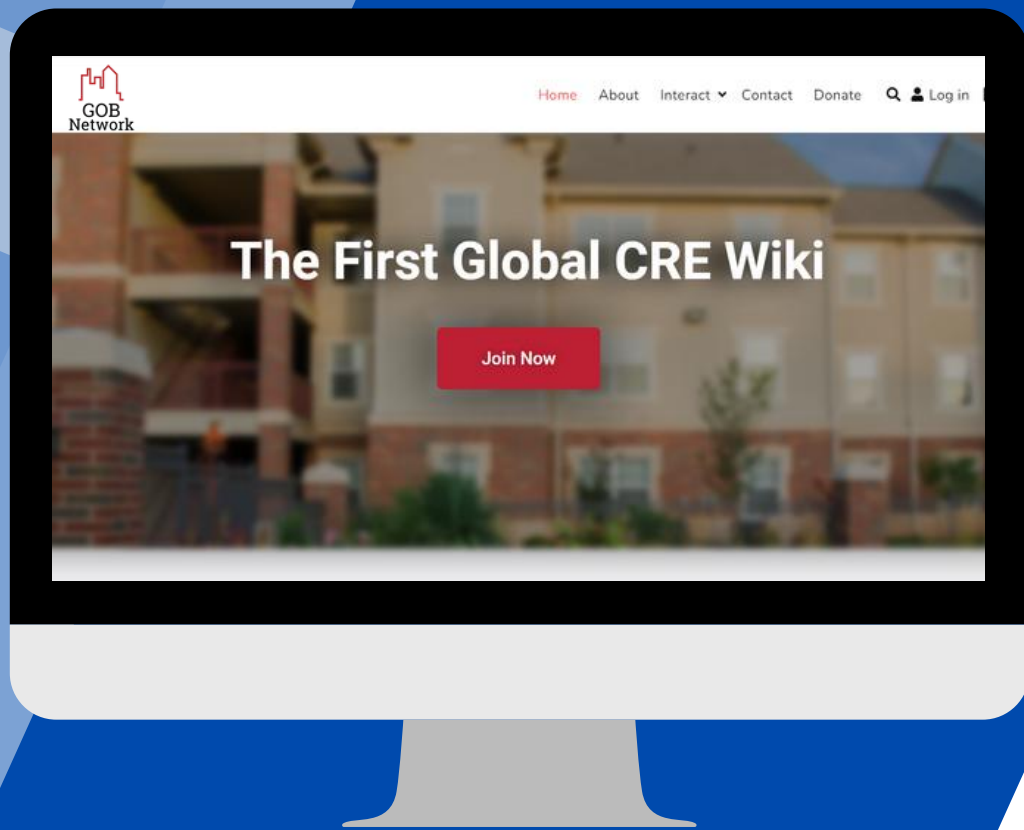 GOB
Network
Home About Interact Contact Donate Log in
The First Global CRE Wiki
Join Now